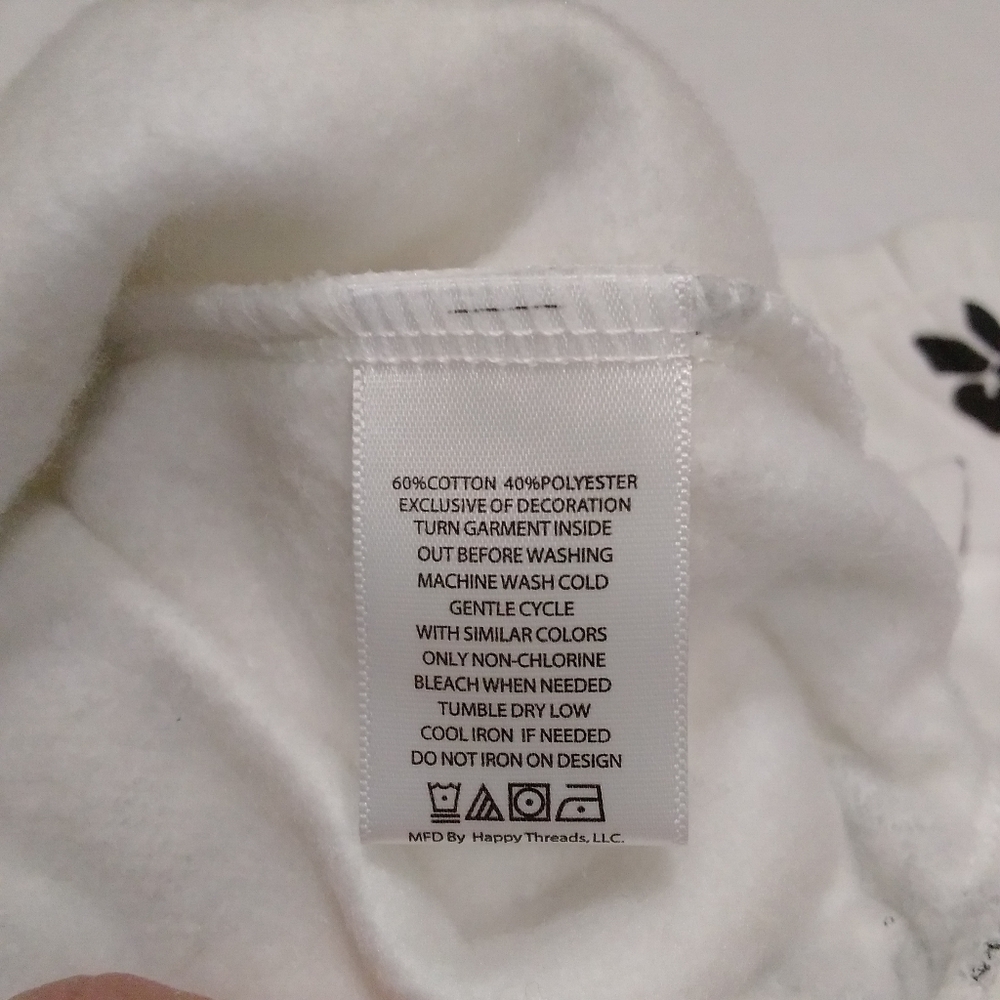 60%COTTON 40%POLYESTER
EXCLUSIVE OF DECORATION
TURN GARMENT INSIDE
OUT BEFORE WASHING
MACHINE WASH COLD
GENTLE CYCLE
WITH SIMILAR COLORS
ONLY NON-CHLORINE
BLEACH WHEN NEEDED
TUMBLE DRY LOW
COOL IRON IF NEEDED
DO NOT IRON ON DESIGN
MFD By Happy Threads, LLC.